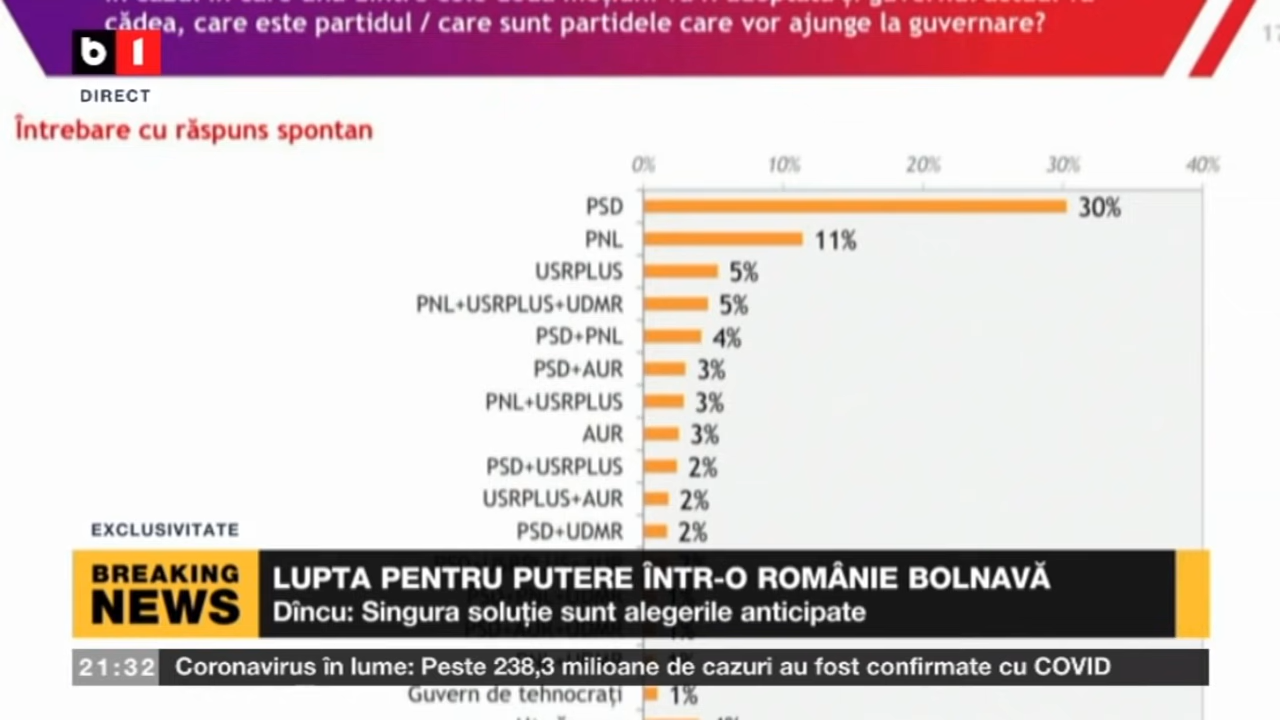 cădea, care este partidul / care sunt partidele care vor ajunge la guvernare?
b 1
DIRECT
Întrebare cu răspuns spontan
0% 10% 20% 30% 40%
PSD 30%
PNL 11%
USRPLUS 5%
PNL+USRPLUS+UDMR 5%
PSD+PNL 4%
PSD+AUR 3%
PNL+USRPLUS 3%
AUR 3%
PSD+USRPLUS 2%
USRPLUS+AUR 2%
PSD+UDMR 2%
EXCLUSIVITATE
BREAKING
NEWS
LUPTA PENTRU PUTERE ÎNTR-O ROMÂNIE BOLNAVĂ
Dîncu: Singura soluție sunt alegerile anticipate
21:32 Coronavirus în lume: Peste 238,3 milioane de cazuri au fost confirmate cu COVID
Guvern de tehnocrați 1%